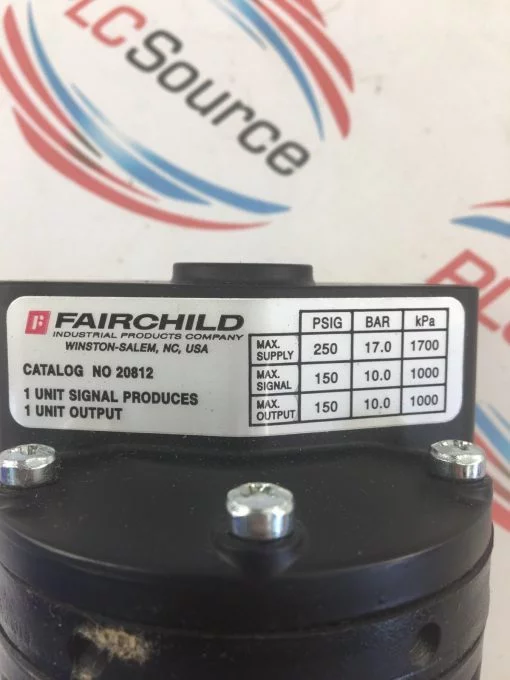 PLCSource
PLC
FAIRCHILD
INDUSTRIAL PRODUCTS COMPANY
WINSTON-SALEM, NC, USA
CATALOG NO 20812
1 UNIT SIGNAL PRODUCES
1 UNIT OUTPUT
PSIG BAR kPa
MAX. SUPPLY 250 17.0 1700
MAX. SIGNAL 150 10.0 1000
MAX. OUTPUT 150 10.0 1000